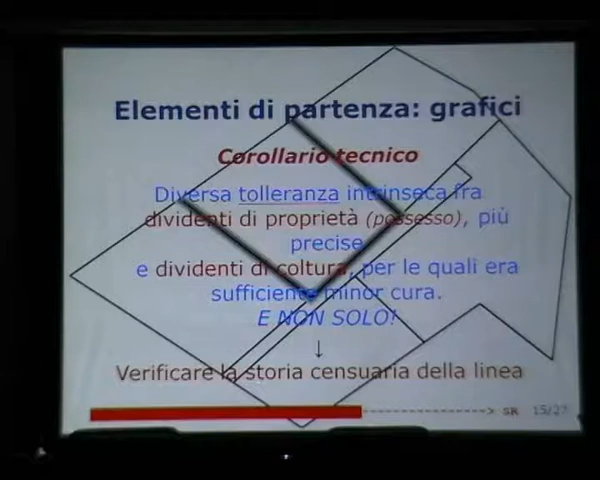 Elementi di partenza: grafici
Corollario tecnico
Diversa tolleranza intrinseca fra
dividenti di proprietà (possesso), più
precise
e dividenti di coltura, per le quali era
sufficiente minor cura.
E NON SOLO!
↓
Verificare la storia censuaria della linea
SR 15/27